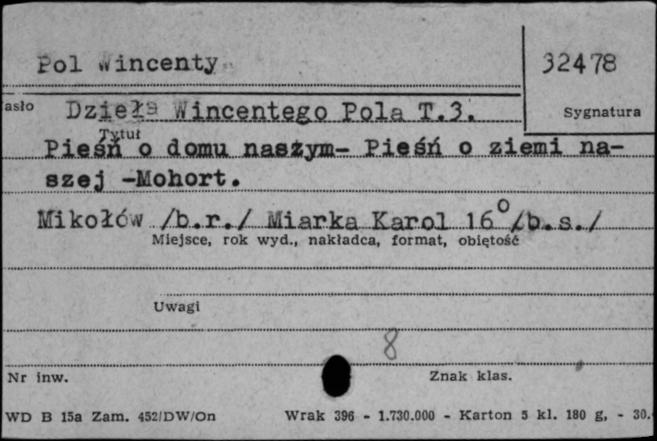 Pol Wincenty
32478
asło
Dzieła Wincentego Pola T.3.
Sygnatura
Tytuł
Pieśń o domu naszym- Pieśń o ziemi na-
szej -Mohort.
Mikołów /b.r./ Miarka Karol 16°/b.s./
Miejsce, rok wyd., nakładca, format, objętość
Uwagi
8
Nr inw.
Znak klas.
WD B 15a Zam. 452/DW/On Wrak 396 - 1.730.000 - Karton 5 kl. 180 g, - 30.